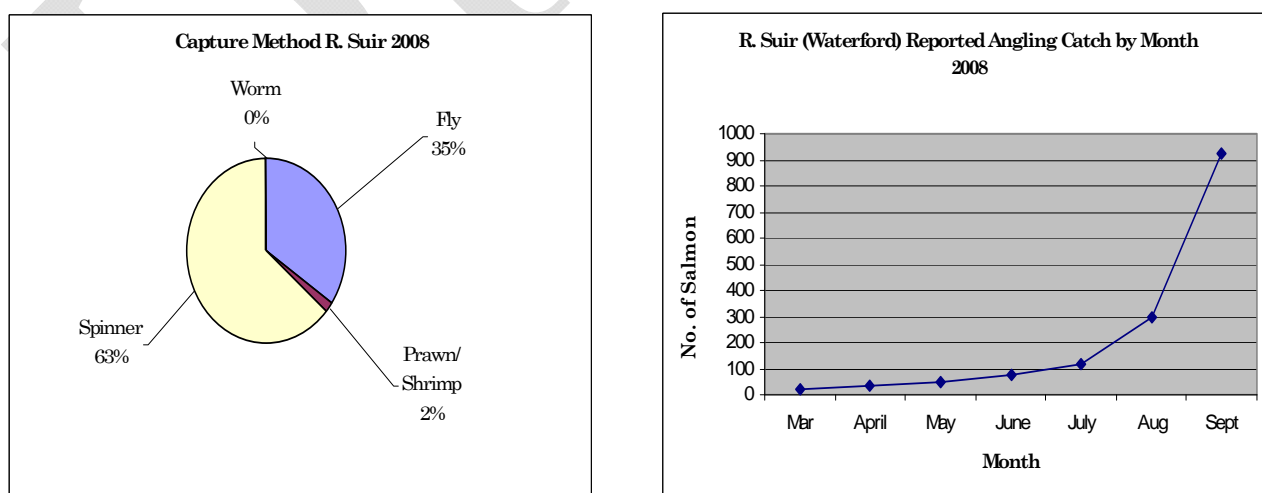 Capture Method R. Suir 2008
Worm
0%
Fly
35%
Spinner
63%
Prawn/
Shrimp
2%
R. Suir (Waterford) Reported Angling Catch by Month
2008
No. of Salmon
1000
900
800
700
600
500
400
300
200
100
0
Mar April May June July Aug Sept
Month